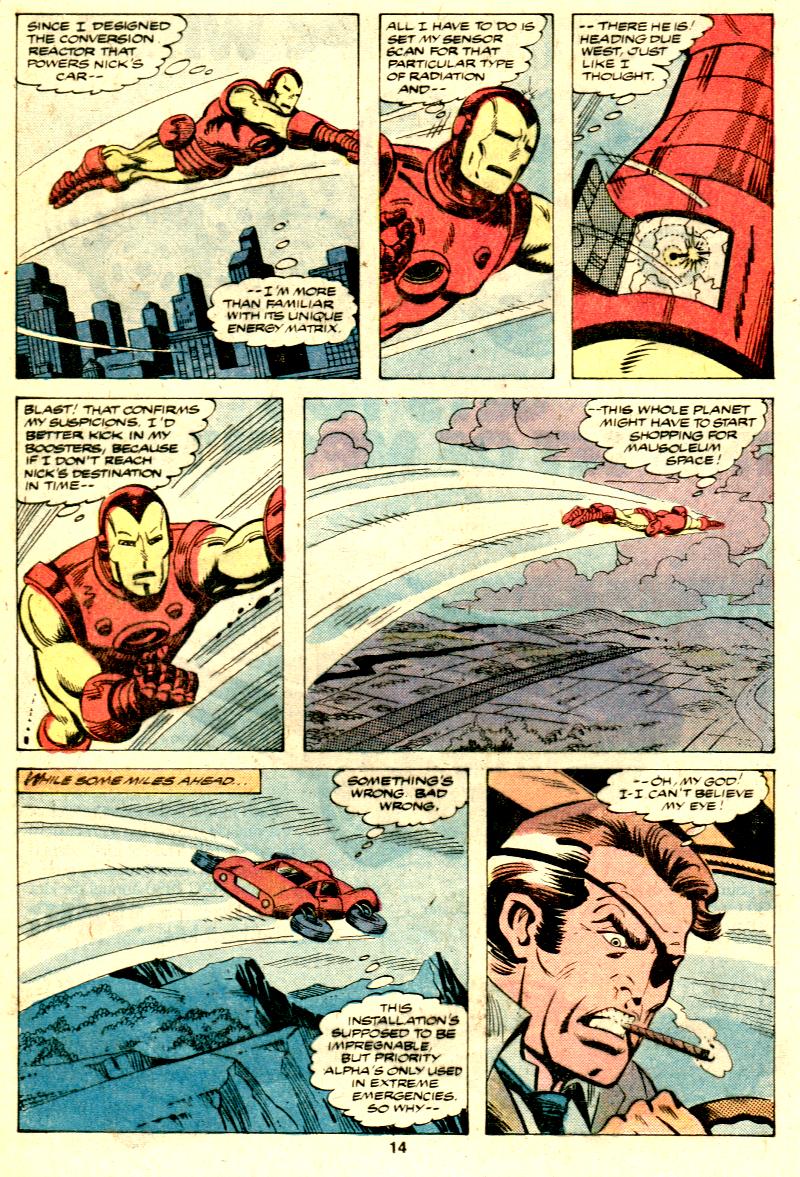 SINCE I DESIGNED
THE CONVERSION
REACTOR THAT
POWERS NICK'S
CAR--
--I'M MORE
THAN FAMILIAR
WITH ITS UNIQUE
ENERGY MATRIX.
ALL I HAVE TO DO IS
SET MY SENSOR
SCAN FOR THAT
PARTICULAR TYPE
OF RADIATION
AND--
--THERE HE IS!
HEADING DUE
WEST, JUST
LIKE I
THOUGHT.
BLAST! THAT CONFIRMS
MY SUSPICIONS. I'D
BETTER KICK IN MY
BOOSTERS, BECAUSE
IF I DON'T REACH
NICK'S DESTINATION
IN TIME--
--THIS WHOLE PLANET
MIGHT HAVE TO START
SHOPPING FOR
MAUSOLEUM
SPACE!
WHILE SOME MILES AHEAD...
SOMETHING'S
WRONG. BAD
WRONG.
THIS
INSTALLATION'S
SUPPOSED TO BE
IMPREGNABLE,
BUT PRIORITY
ALPHA'S ONLY USED
IN EXTREME
EMERGENCIES.
SO WHY--
--OH, MY GOD!
I-I CAN'T BELIEVE
MY EYE!
14